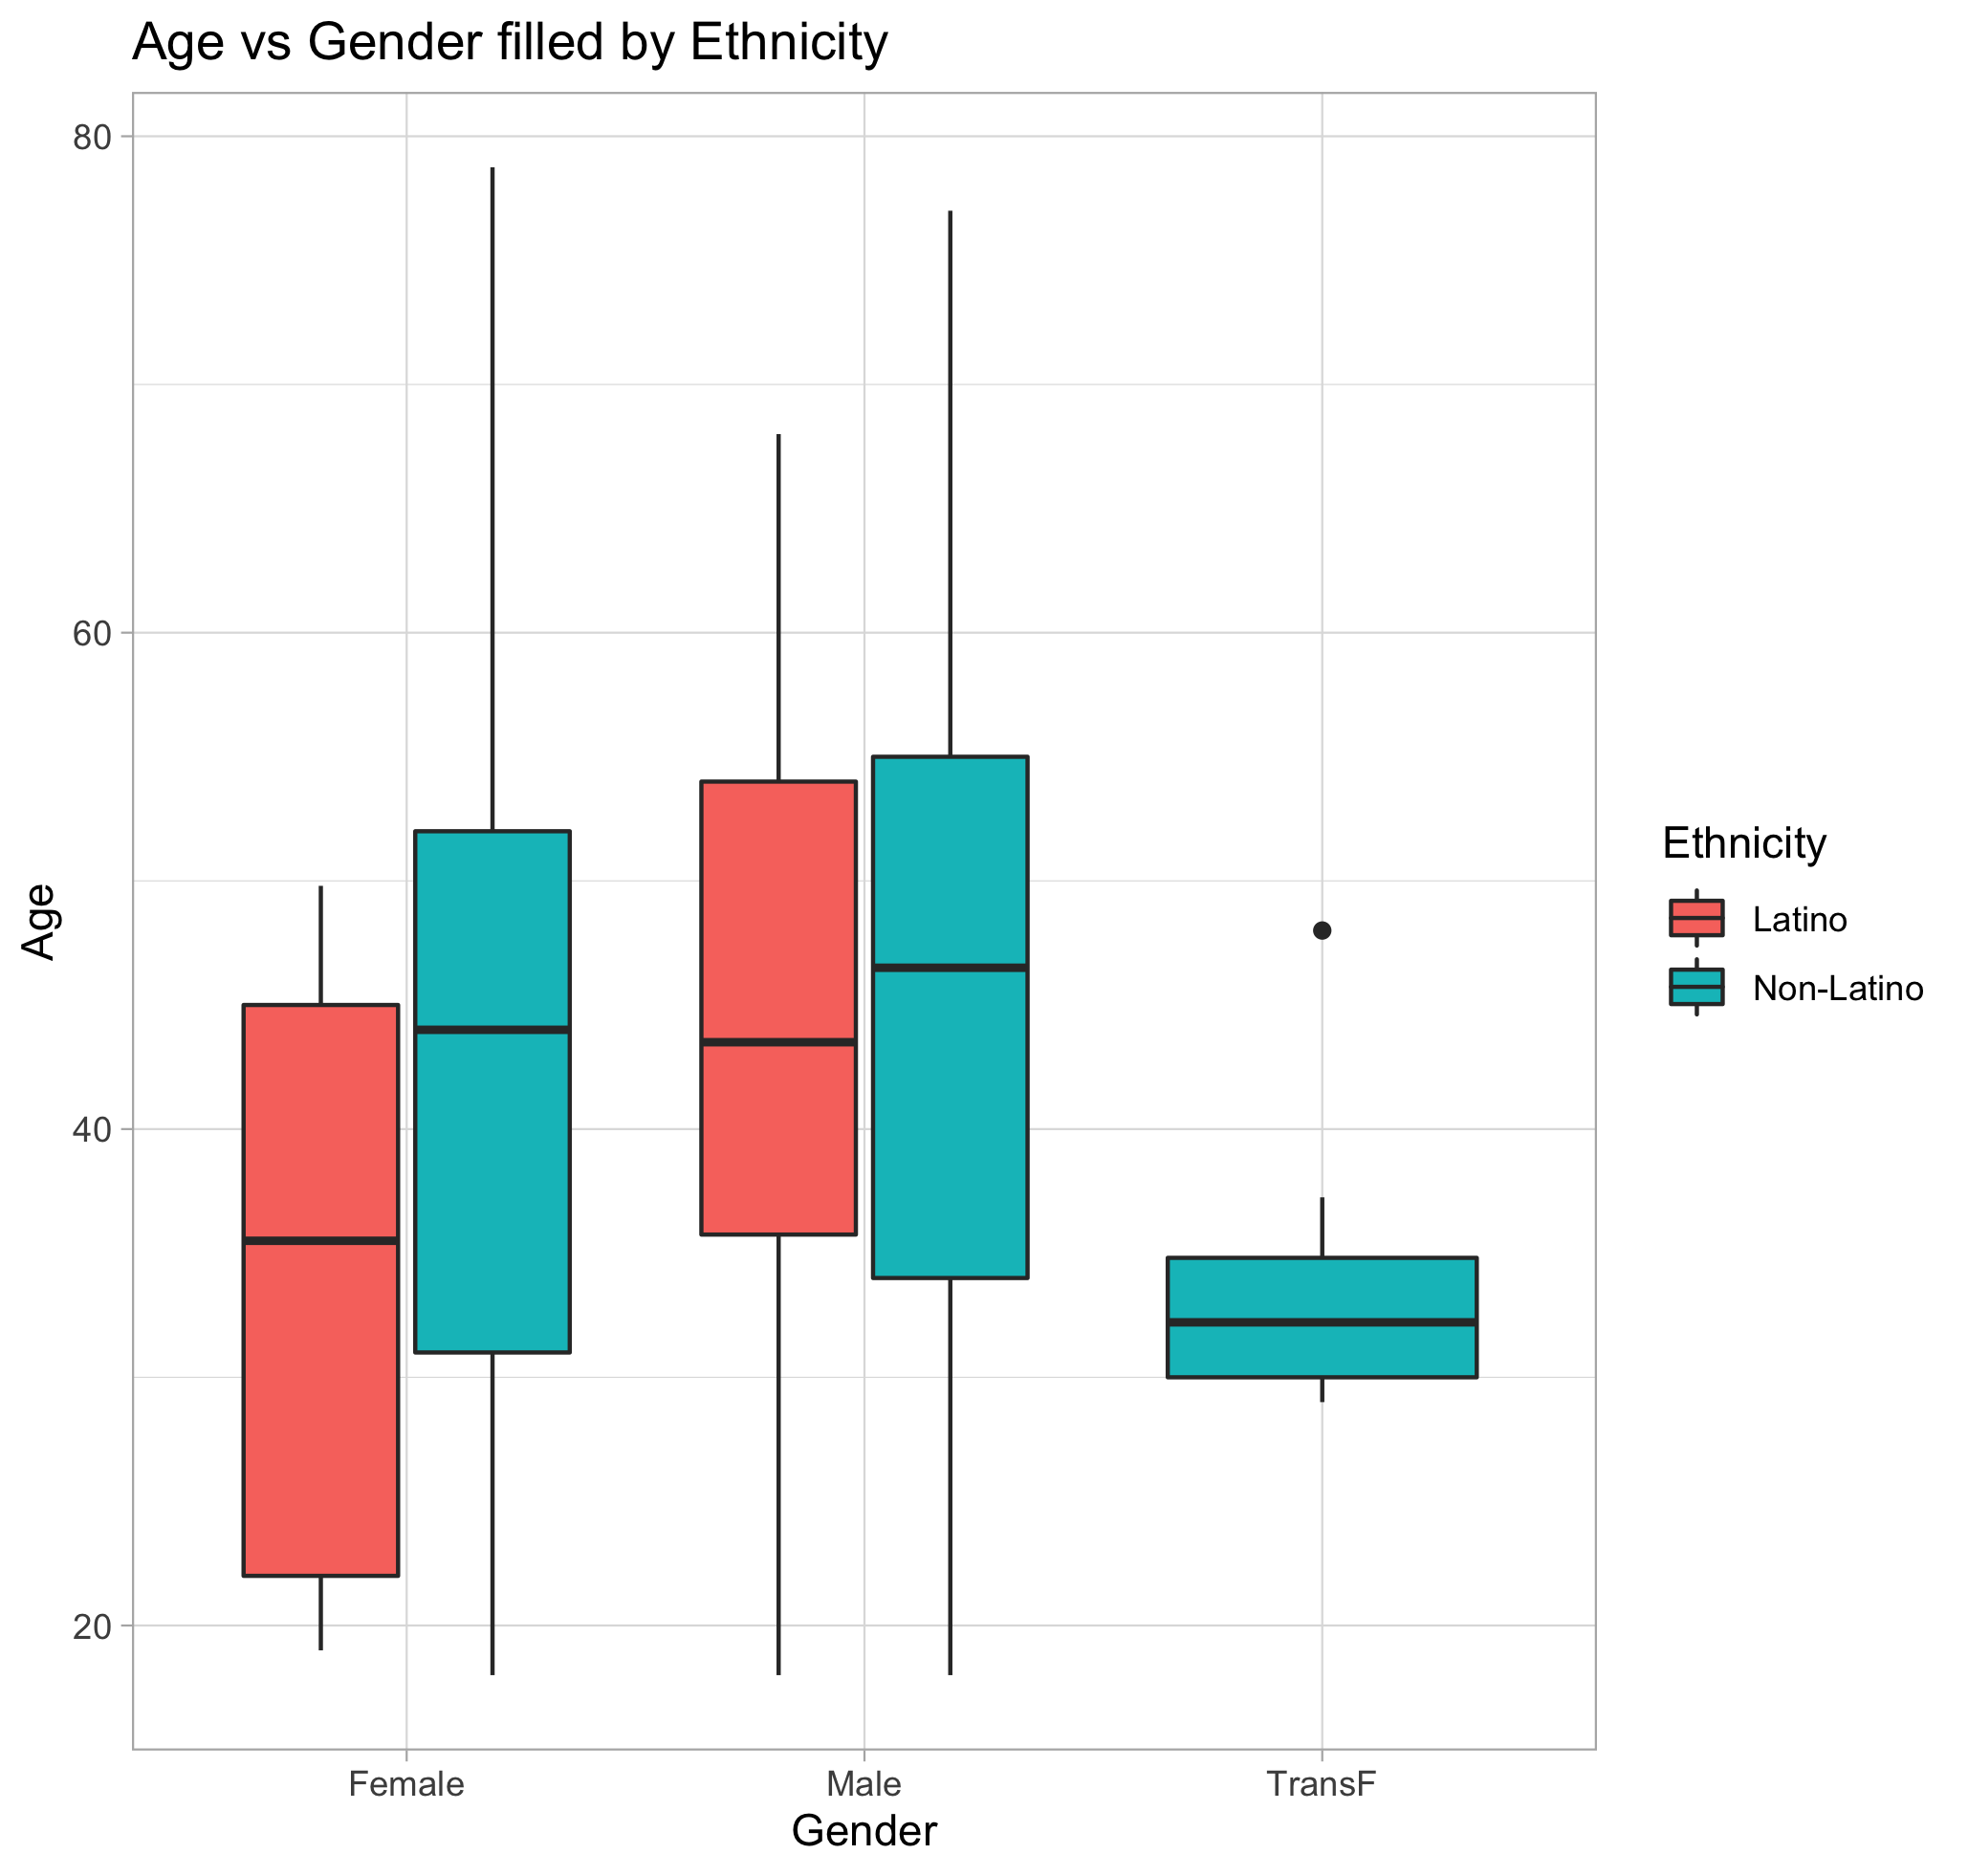 Age vs Gender filled by Ethnicity
80
60
40
20
Age
Female
Male
TransF
Gender
Ethnicity
Latino
Non-Latino